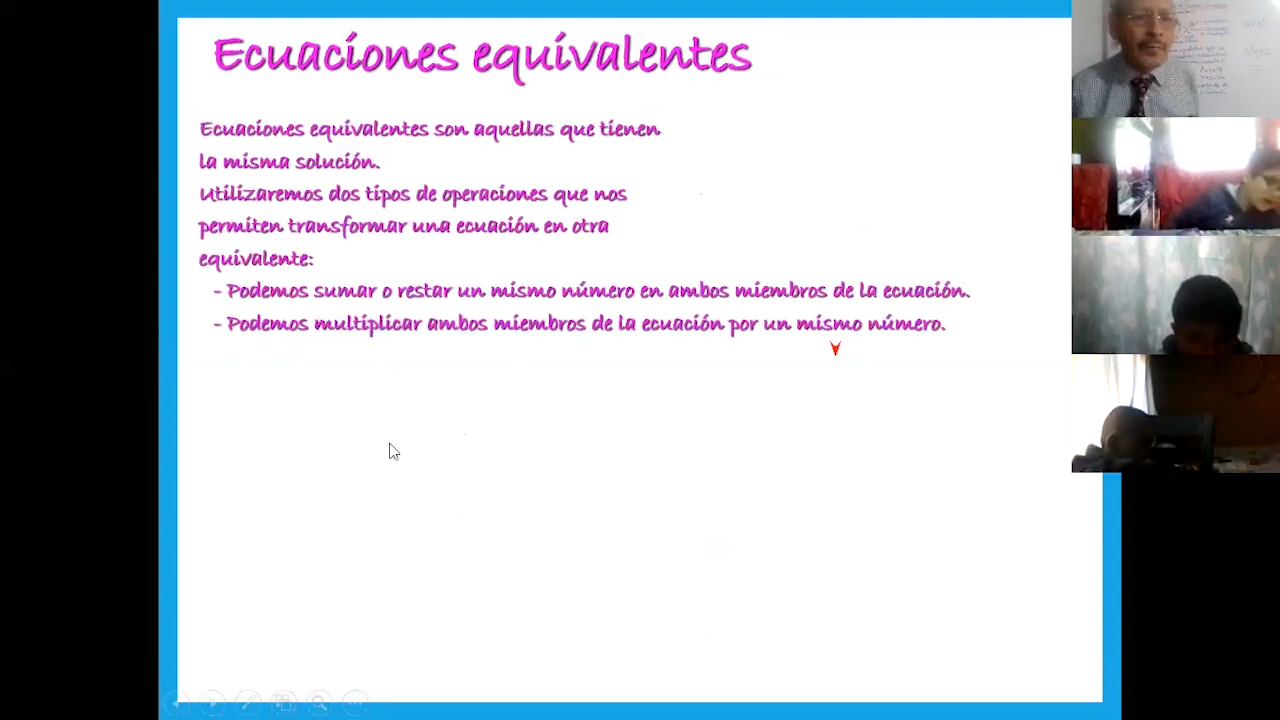 Ecuaciones equivalentes
Ecuaciones equivalentes son aquellas que tienen
la misma solución.
Utilizaremos dos tipos de operaciones que nos
permiten transformar una ecuación en otra
equivalente:
- Podemos sumar o restar un mismo número en ambos miembros de la ecuación.
- Podemos multiplicar ambos miembros de la ecuación por un mismo número.